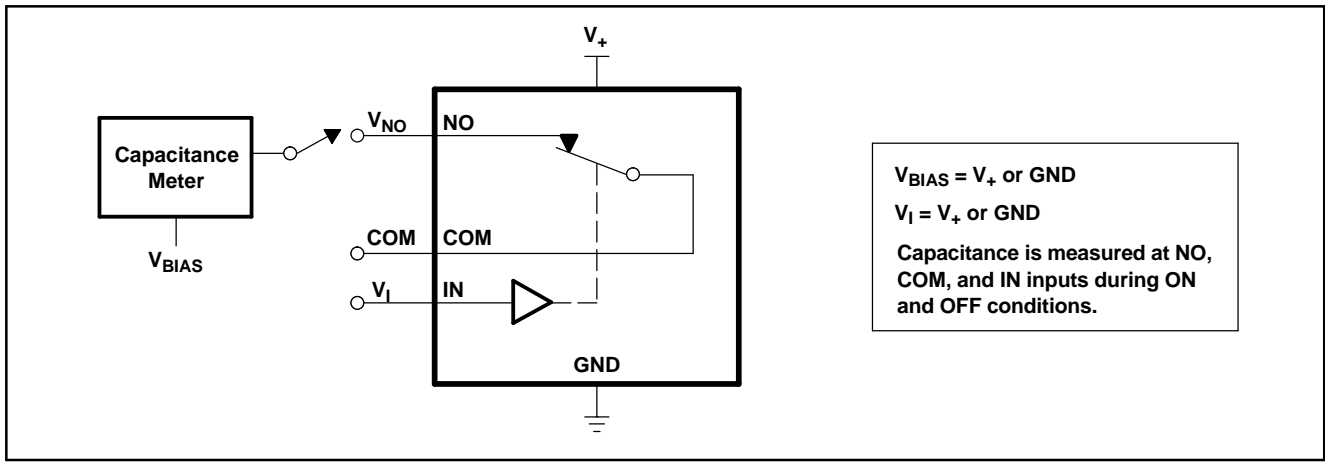 V+
Capacitance
Meter
VBIAS
VNO
NO
COM
COM
VI
IN
GND
VBIAS = V+ or GND
VI = V+ or GND
Capacitance is measured at NO,
COM, and IN inputs during ON
and OFF conditions.